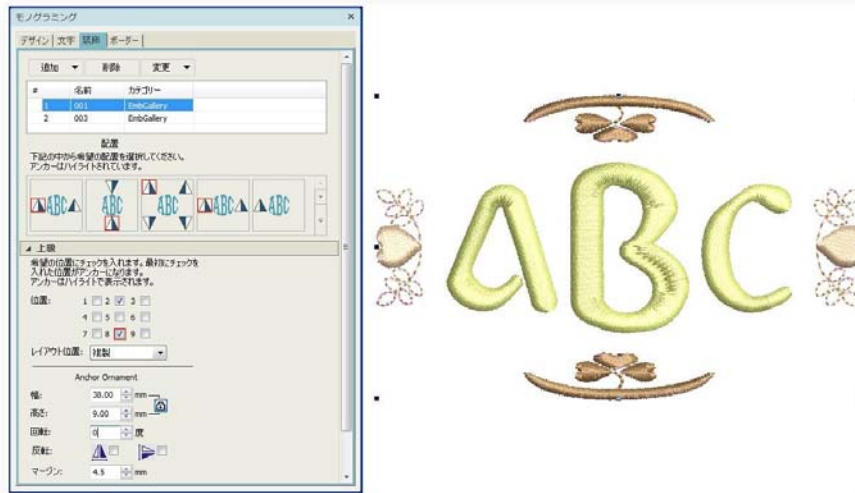 モノグラミング
デザイン 文字 装飾 ボーダー
追加 削除 変更
# 名前 カテゴリー
1 001 EmbGallery
2 003 EmbGallery
配置
下記の中から希望の配置を選択してください。
アンカーはハイライトされています。
ABC ABC ABC ABC ABC
上級
希望の位置にチェックを入れます。最初にチェックを
入れた位置がアンカーになります。
アンカーはハイライトで表示されます。
位置: 1 2 3
4 5 6
7 8 9
レイアウト位置: 複製
Anchor Ornament
幅: 38.00 mm
高さ: 9.00 mm
回転: 0 度
反転:
マージン: 4.5 mm
ABC